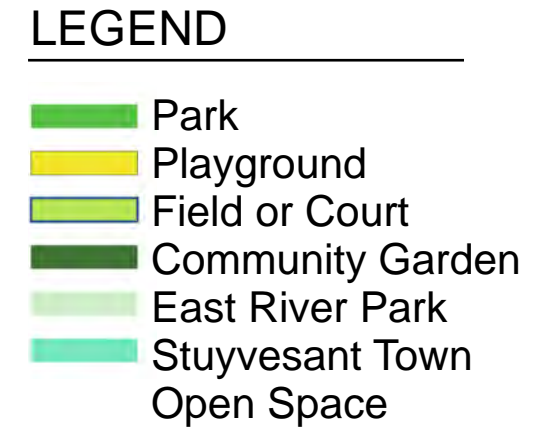 LEGEND
Park
Playground
Field or Court
Community Garden
East River Park
Stuyvesant Town
Open Space